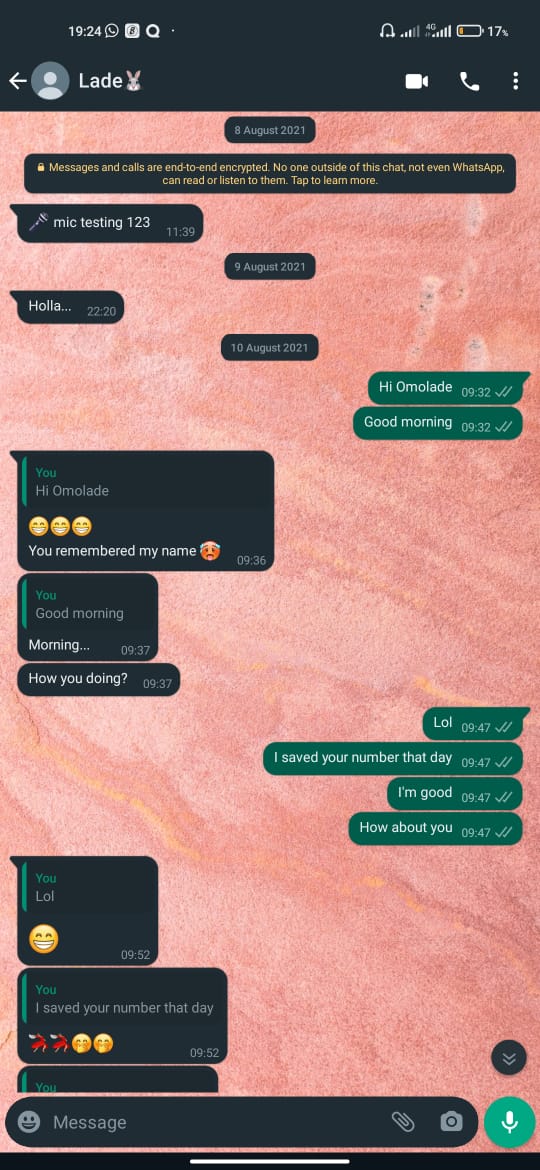 19:24
4G
17%
Lade🐰
8 August 2021
🔒 Messages and calls are end-to-end encrypted. No one outside of this chat, not even WhatsApp,
can read or listen to them. Tap to learn more.
🎤 mic testing 123 11:39
9 August 2021
Holla... 22:20
10 August 2021
Hi Omolade 09:32
Good morning 09:32
You
Hi Omolade
😁😁😁
You remembered my name 🥵 09:36
You
Good morning
Morning... 09:37
How you doing? 09:37
Lol 09:47
I saved your number that day 09:47
I'm good 09:47
How about you 09:47
You
Lol
😁 09:52
You
I saved your number that day
💃💃🤭🤭 09:52
You
Message